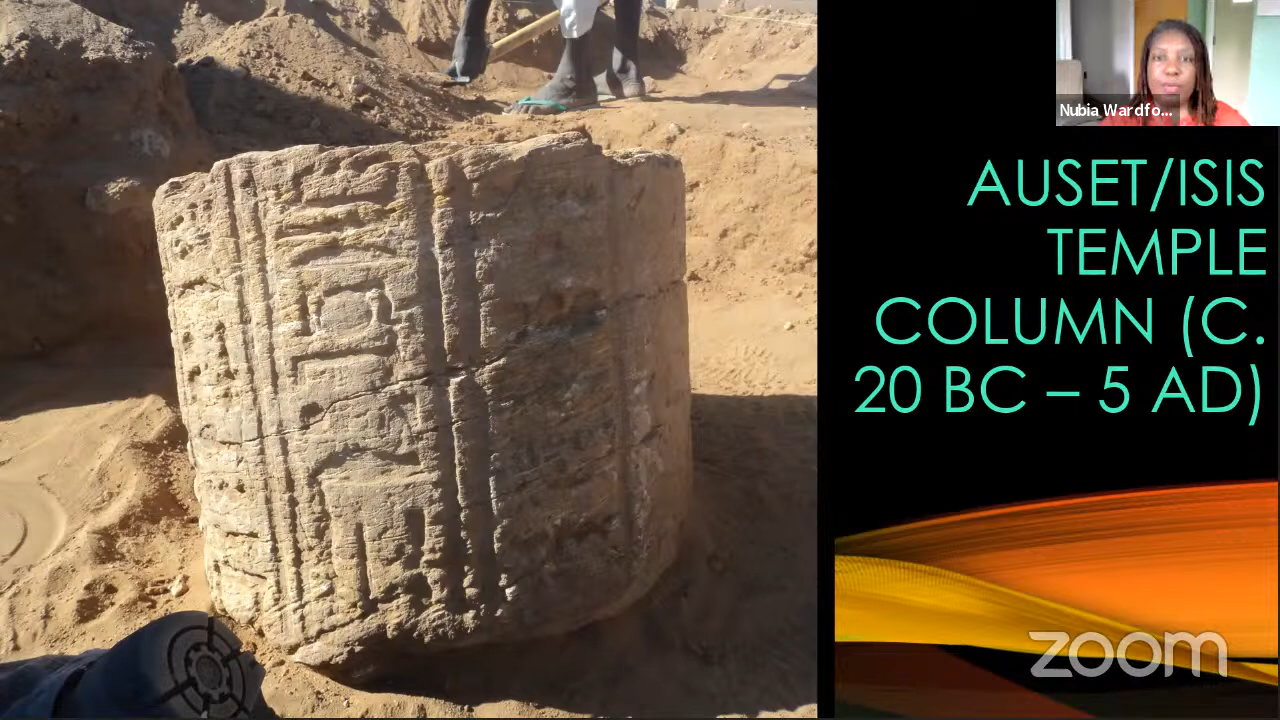 Nubia Wardfo...
AUSET/ISIS
TEMPLE
COLUMN (C.
20 BC – 5 AD)
zoom